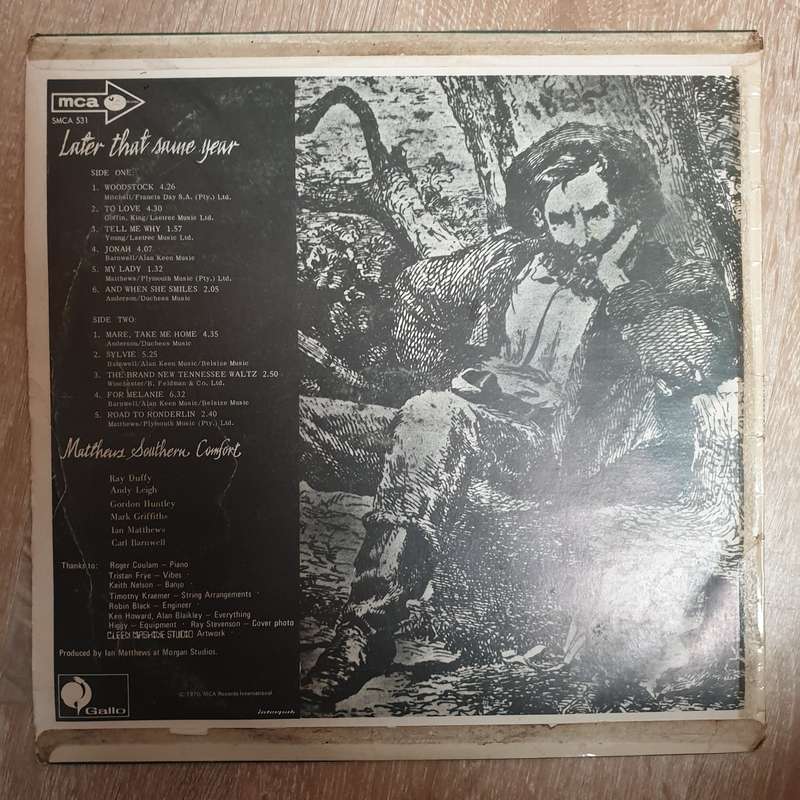 mca
SMCA 531
Later that same year
SIDE ONE:
1. WOODSTOCK 4.26
Mitchell/Francis Day S.A. (Pty.) Ltd.
2. TO LOVE 4.30
Goffin, King/Laetrec Music Ltd.
3. TELL ME WHY 1.57
Young/Laetrec Music Ltd.
4. JONAH 4.07
Barnwell/Alan Keen Music
5. MY LADY 1.32
Matthews/Plymouth Music (Pty.) Ltd.
6. AND WHEN SHE SMILES 2.05
Anderson/Duchess Music
SIDE TWO:
1. MARE, TAKE ME HOME 4.35
Anderson/Duchess Music
2. SYLVIE 5.25
Barnwell/Alan Keen Music/Belsize Music
3. THE BRAND NEW TENNESSEE WALTZ 2.50
Winchester/B. Feldman & Co. Ltd.
4. FOR MELANIE 6.32
Barnwell/Alan Keen Music/Belsize Music
5. ROAD TO RONDERLIN 2.40
Matthews/Plymouth Music (Pty.) Ltd.
Matthews Southern Comfort
Ray Duffy
Andy Leigh
Gordon Huntley
Mark Griffiths
Ian Matthews
Carl Barnwell
Thanks to: Roger Coulam – Piano
Tristan Frye – Vibes
Keith Nelson – Banjo
Timothy Kraemer – String Arrangements
Robin Black – Engineer
Ken Howard, Alan Blaikley – Everything
Higgy – Equipment Ray Stevenson – Cover photo
STUDIO Artwork
Produced by Ian Matthews at Morgan Studios.
Gallo
© 1970, MCA Records International